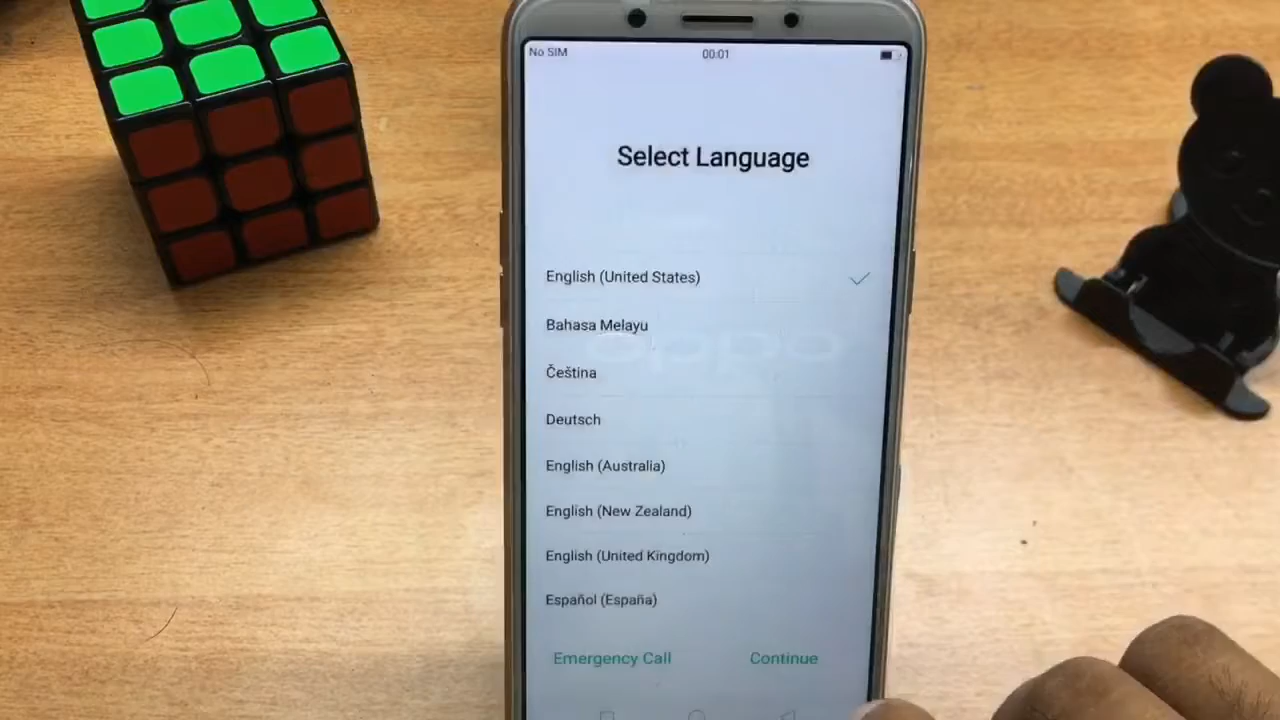 No SIM 00:01
Select Language
English (United States)
Bahasa Melayu
oppo
Čeština
Deutsch
English (Australia)
English (New Zealand)
English (United Kingdom)
Español (España)
Emergency Call Continue